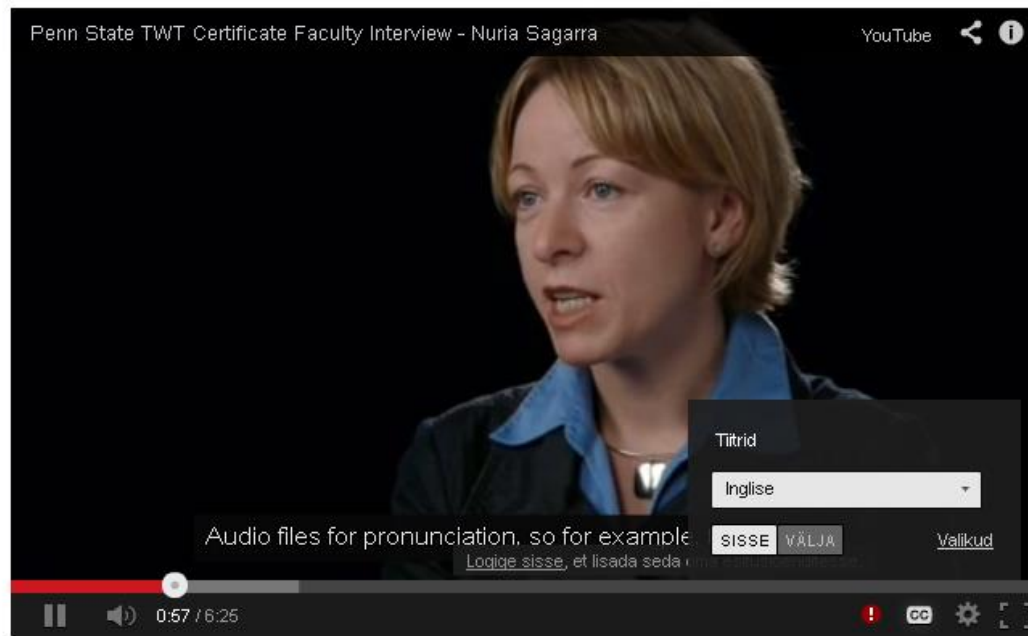 Penn State TWT Certificate Faculty Interview - Nuria Sagarra
YouTube
Tiitrid
Inglise
SISSE VÄLJA Valikud
Audio files for pronunciation, so for example,
Logige sisse, et lisada seda
0:57 / 6:25
CC